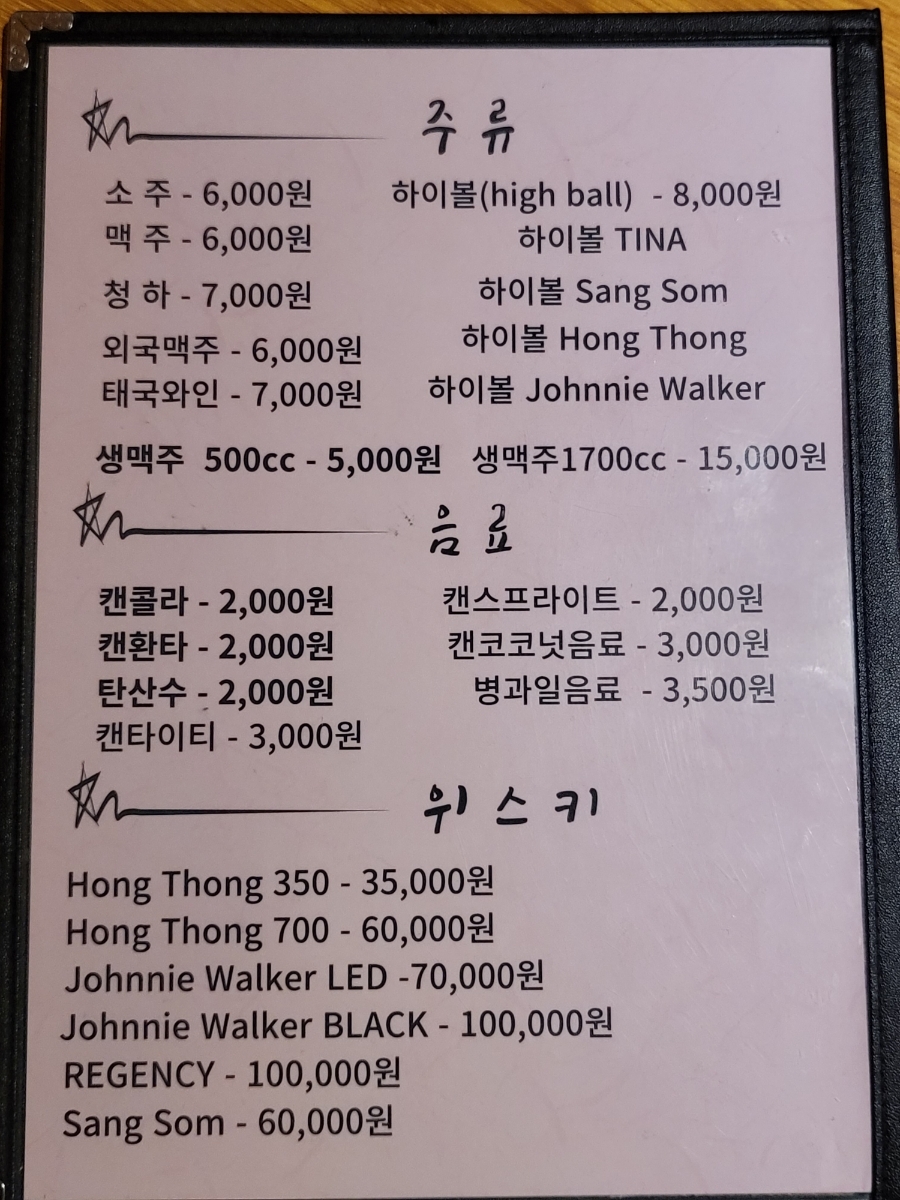 주 류
소 주 - 6,000원 하이볼(high ball) - 8,000원
맥 주 - 6,000원 하이볼 TINA
청 하 - 7,000원 하이볼 Sang Som
외국맥주 - 6,000원 하이볼 Hong Thong
태국와인 - 7,000원 하이볼 Johnnie Walker
생맥주 500cc - 5,000원 생맥주1700cc - 15,000원
음 료
캔콜라 - 2,000원 캔스프라이트 - 2,000원
캔환타 - 2,000원 캔코코넛음료 - 3,000원
탄산수 - 2,000원 병과일음료 - 3,500원
캔타이티 - 3,000원
위 스 키
Hong Thong 350 - 35,000원
Hong Thong 700 - 60,000원
Johnnie Walker LED -70,000원
Johnnie Walker BLACK - 100,000원
REGENCY - 100,000원
Sang Som - 60,000원